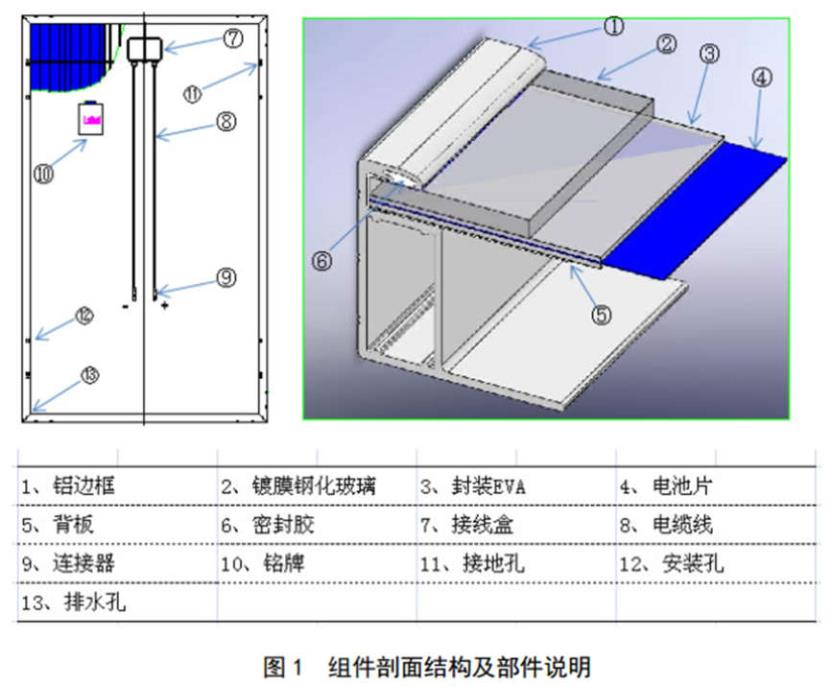 ①
②
③
④
⑤
⑥
⑦
⑧
⑨
⑩
⑪
⑫
⑬
Label
- +
1、铝边框 2、镀膜钢化玻璃 3、封装EVA 4、电池片
5、背板 6、密封胶 7、接线盒 8、电缆线
9、连接器 10、铭牌 11、接地孔 12、安装孔
13、排水孔
图 1 组件剖面结构及部件说明